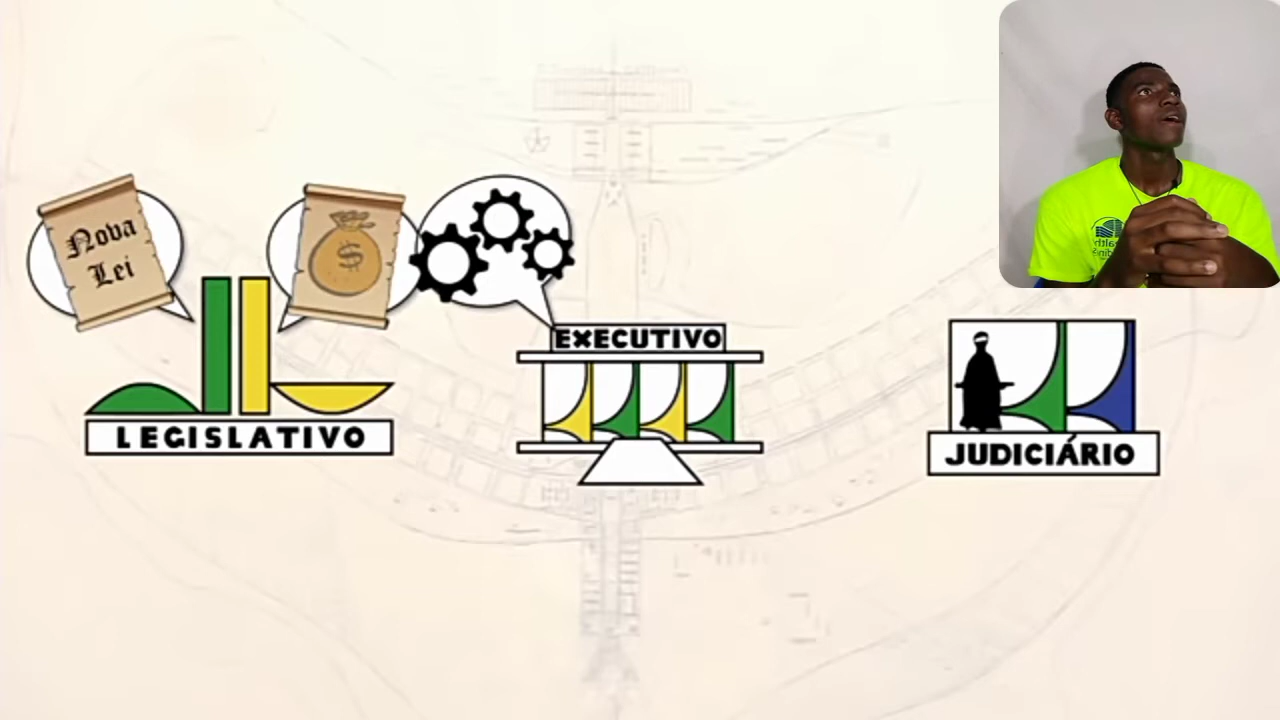 Nova
Lei
$
EXECUTIVO
LEGISLATIVO
JUDICIÁRIO